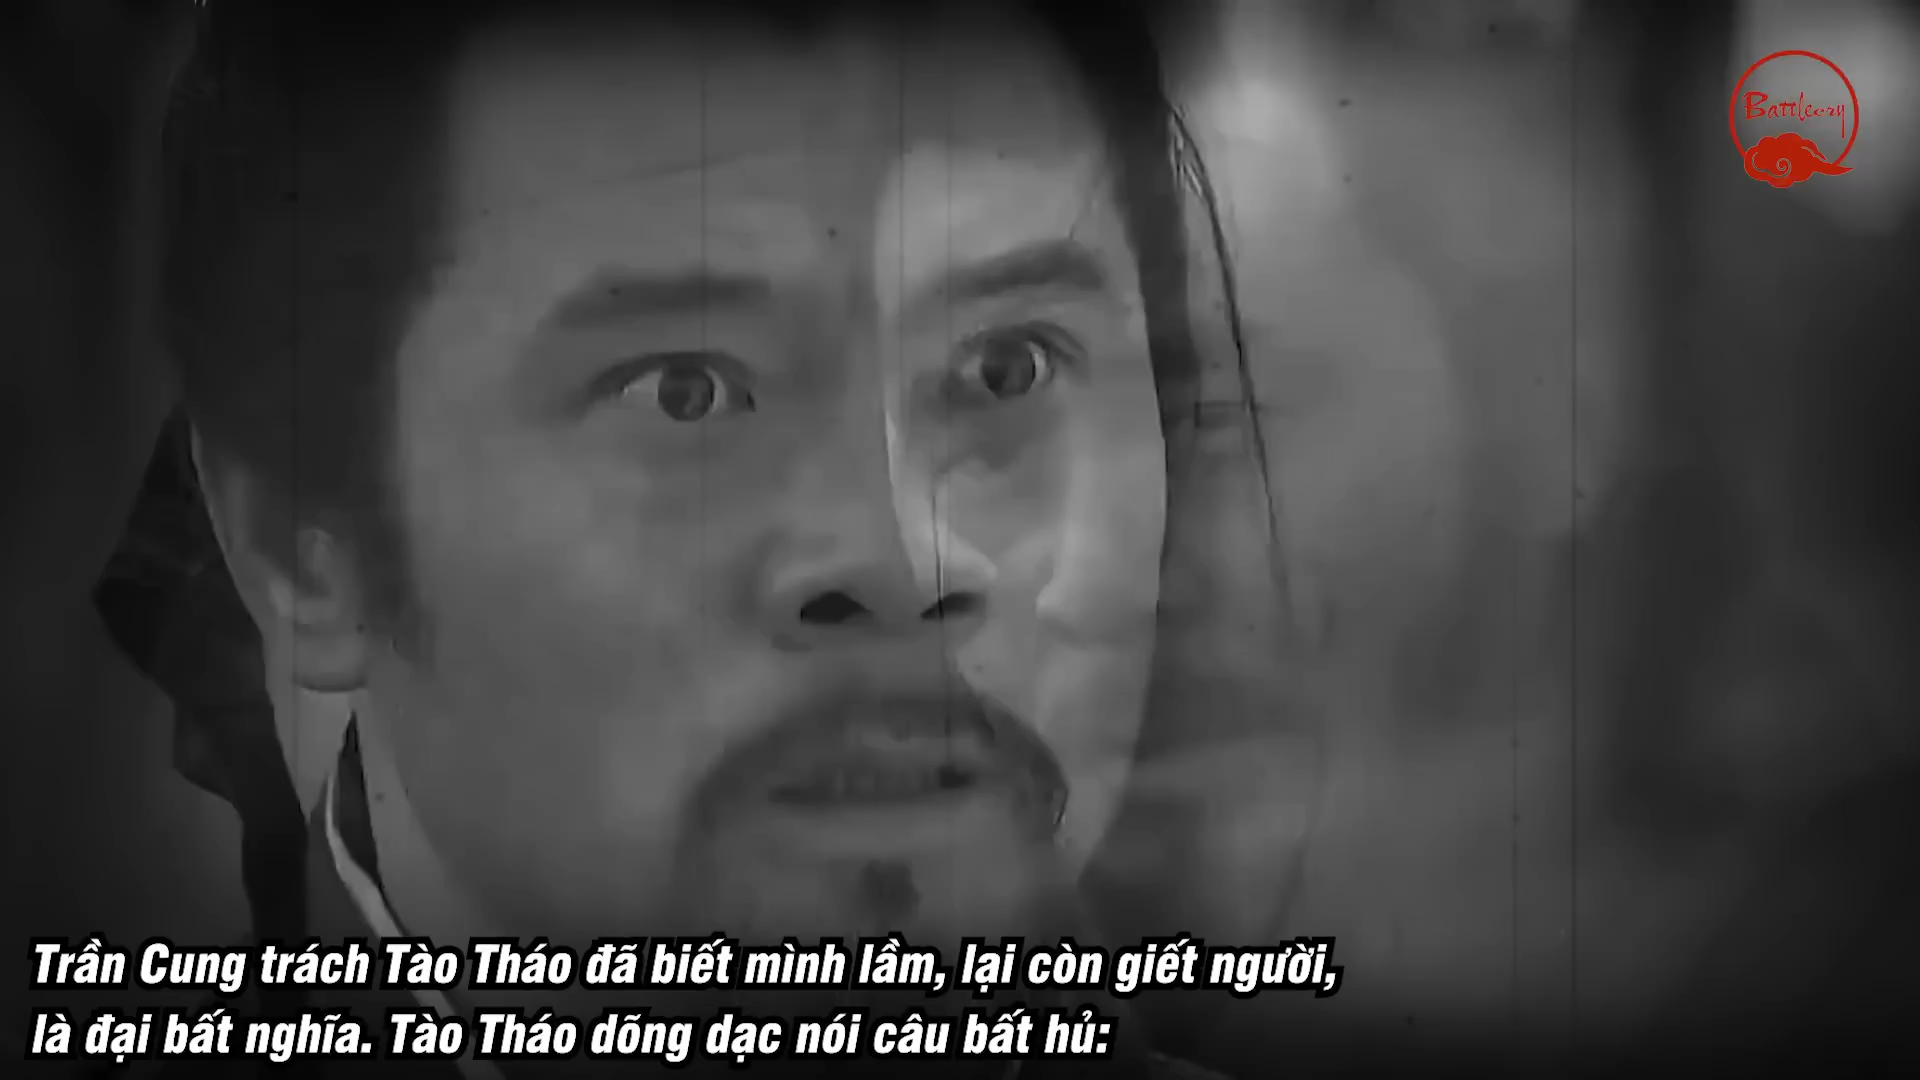 Battlecry
Trần Cung trách Tào Tháo đã biết mình lầm, lại còn giết người,
là đại bất nghĩa. Tào Tháo dõng dạc nói câu bất hủ: